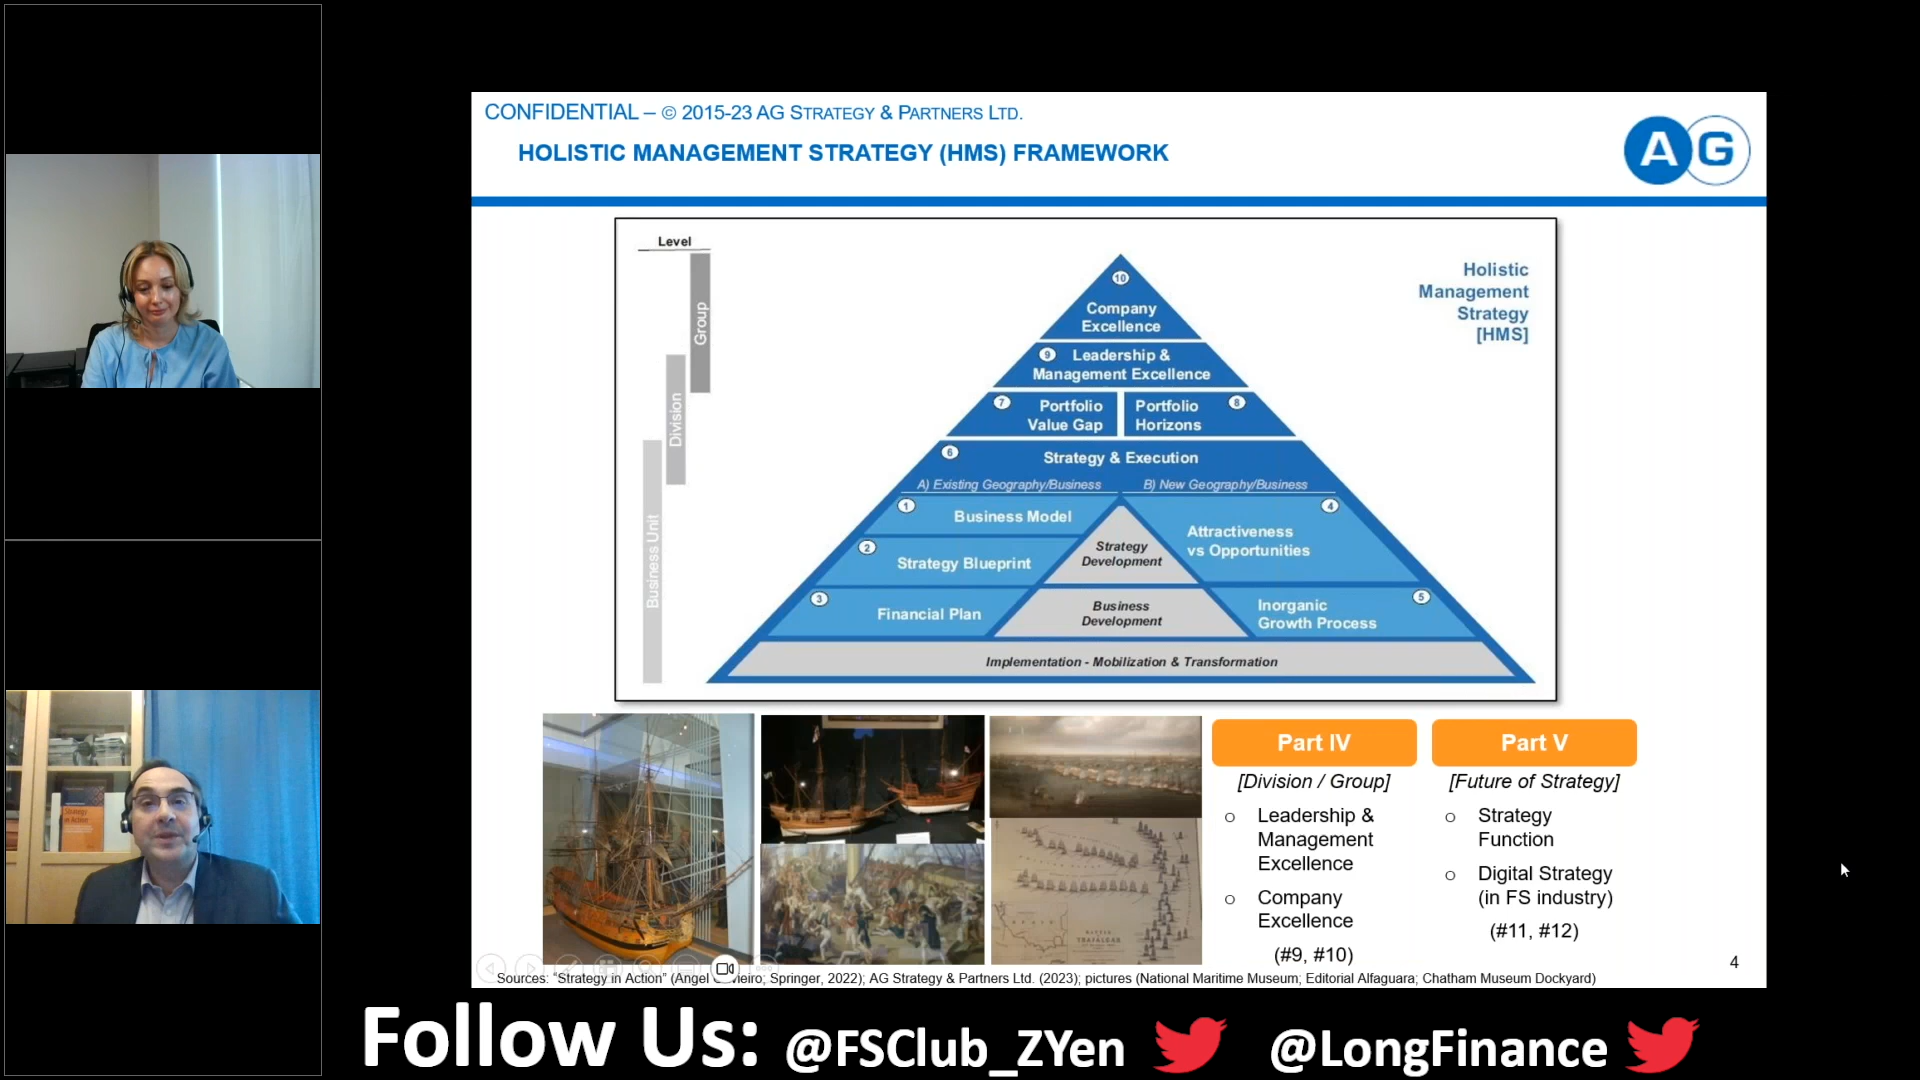 CONFIDENTIAL – © 2015-23 AG STRATEGY & PARTNERS LTD.
HOLISTIC MANAGEMENT STRATEGY (HMS) FRAMEWORK
AG
Level
Group
Division
Business Unit
Holistic
Management
Strategy
[HMS]
10
Company
Excellence
9 Leadership &
Management Excellence
7 Portfolio
Value Gap
Portfolio 8
Horizons
6
Strategy & Execution
A) Existing Geography/Business B) New Geography/Business
1
Business Model
2
Strategy Blueprint
3
Financial Plan
Strategy
Development
Business
Development
4
Attractiveness
vs Opportunities
5
Inorganic
Growth Process
Implementation - Mobilization & Transformation
Part IV
[Division / Group]
o Leadership &
Management
Excellence
o Company
Excellence
(#9, #10)
Part V
[Future of Strategy]
o Strategy
Function
o Digital Strategy
(in FS industry)
(#11, #12)
TRAFALGAR
Strategy
in Action
4
Sources: “Strategy in Action” (Angel; Springer, 2022); AG Strategy & Partners Ltd. (2023); pictures (National Maritime Museum; Editorial Alfaguara; Chatham Museum Dockyard)
Follow Us: @FSClub_ZYen @LongFinance